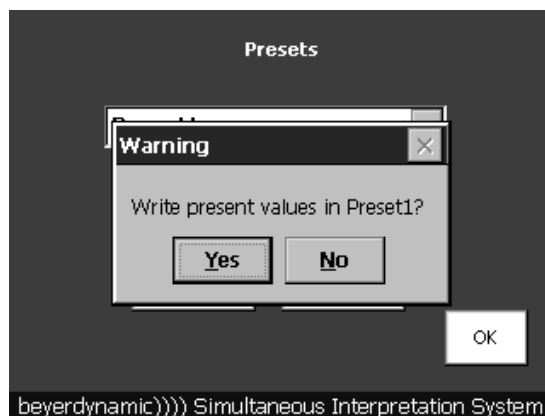 Presets
Warning
Write present values in Preset1?
Yes
No
OK
beyerdynamic)))) Simultaneous Interpretation System